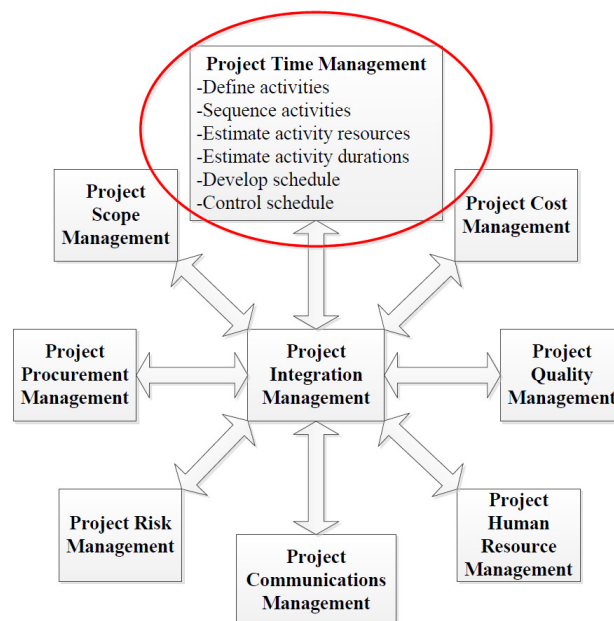 Project Time Management
-Define activities
-Sequence activities
-Estimate activity resources
-Estimate activity durations
-Develop schedule
-Control schedule
Project
Scope
Management
Project Cost
Management
Project
Procurement
Management
Project
Integration
Management
Project
Quality
Management
Project Risk
Management
Project
Communications
Management
Project
Human
Resource
Management